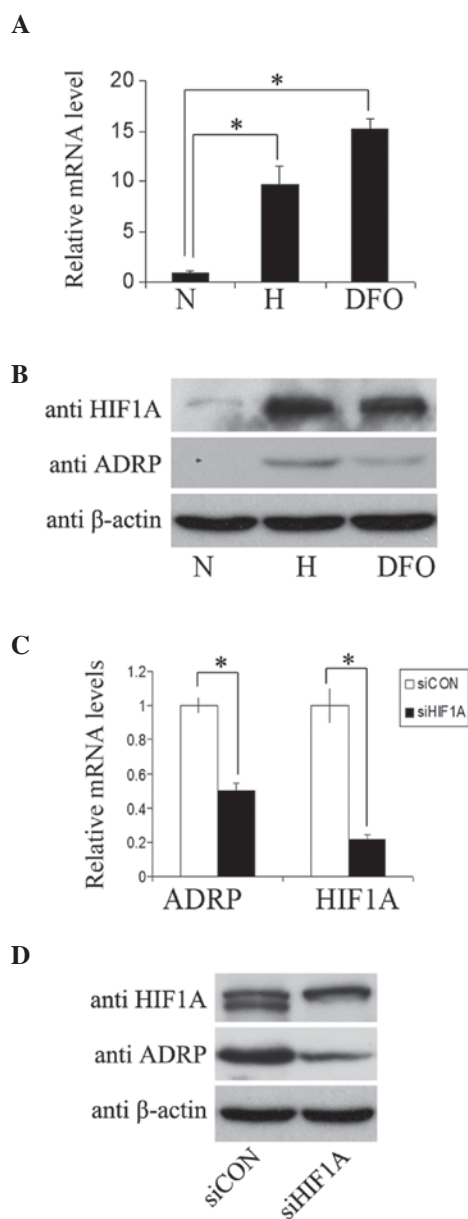 A
Relative mRNA level
20
15
10
5
0
*
*
N H DFO
B
anti HIF1A
anti ADRP
anti β-actin
N H DFO
C
Relative mRNA levels
1.2
1
0.8
0.6
0.4
0.2
0
*
*
siCON
siHIF1A
ADRP HIF1A
D
anti HIF1A
anti ADRP
anti β-actin
siCON siHIF1A